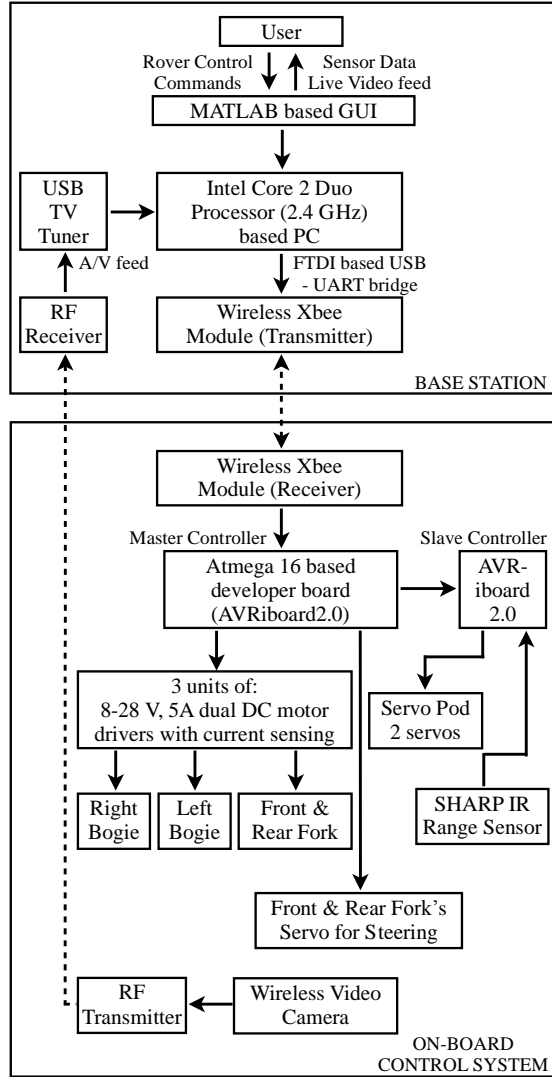 User
Rover Control
Commands
Sensor Data
Live Video feed
MATLAB based GUI
USB
TV
Tuner
Intel Core 2 Duo
Processor (2.4 GHz)
based PC
A/V feed
FTDI based USB
- UART bridge
RF
Receiver
Wireless Xbee
Module (Transmitter)
BASE STATION
Wireless Xbee
Module (Receiver)
Master Controller
Slave Controller
Atmega 16 based
developer board
(AVRiboard2.0)
AVR-
iboard
2.0
3 units of:
8-28 V, 5A dual DC motor
drivers with current sensing
Servo Pod
2 servos
Right
Bogie
Left
Bogie
Front &
Rear Fork
SHARP IR
Range Sensor
Front & Rear Fork's
Servo for Steering
RF
Transmitter
Wireless Video
Camera
ON-BOARD
CONTROL SYSTEM